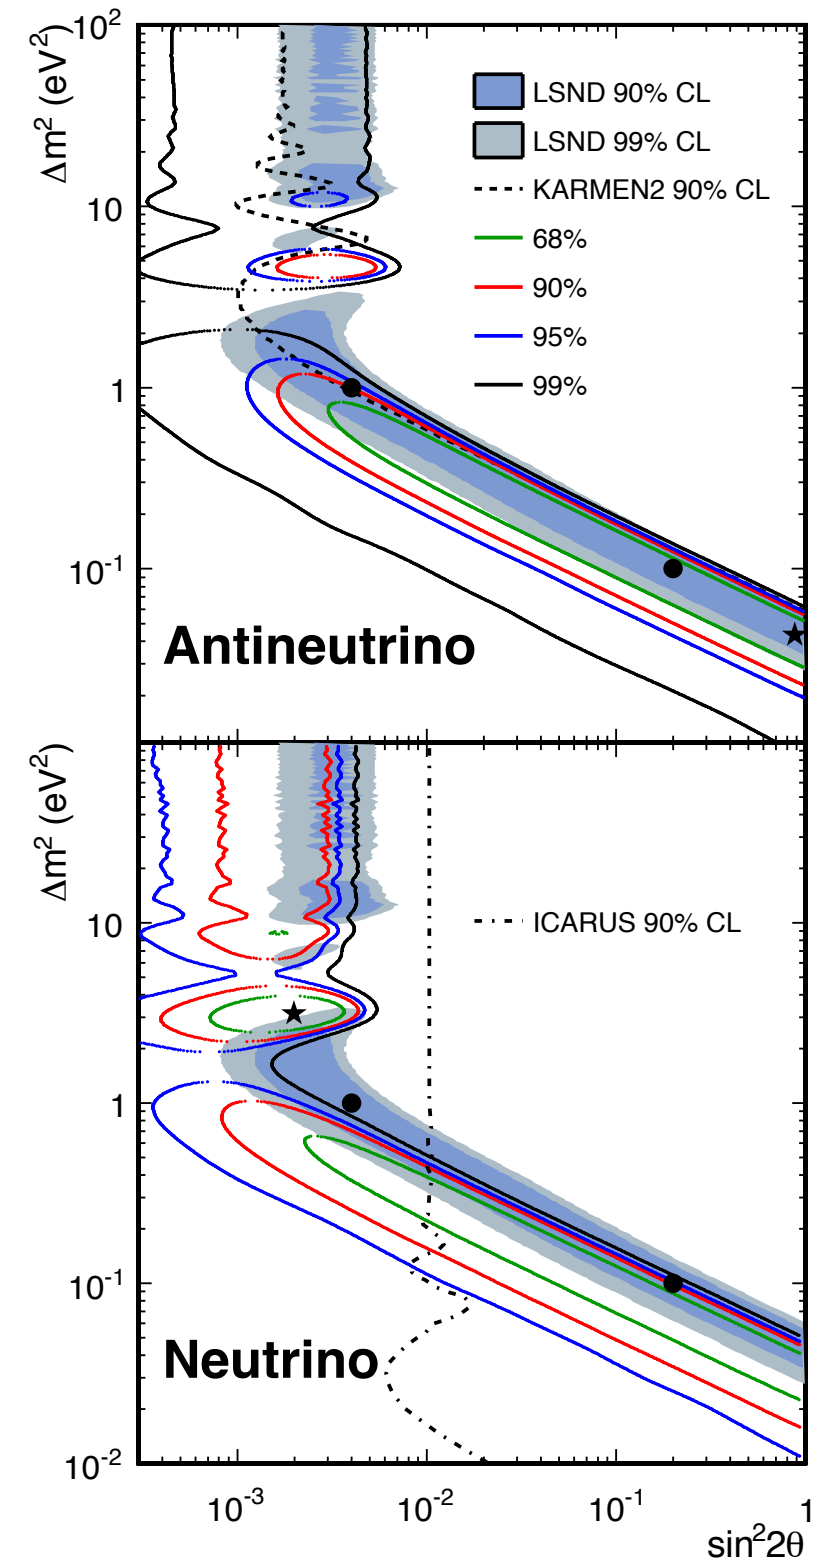 10²
Δm² (eV²)
LSND 90% CL
LSND 99% CL
KARMEN2 90% CL
10
68%
90%
95%
1
99%
10⁻¹
Antineutrino
Δm² (eV²)
10
ICARUS 90% CL
1
10⁻¹
Neutrino
10⁻²
10⁻³ 10⁻² 10⁻¹ 1
sin²2θ